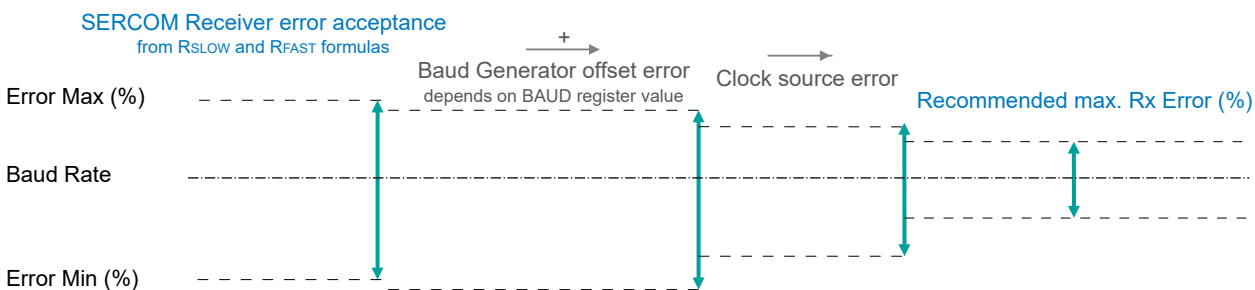 SERCOM Receiver error acceptance
from RSLOW and RFAST formulas
+
Baud Generator offset error
depends on BAUD register value
Clock source error
Recommended max. Rx Error (%)
Error Max (%)
Baud Rate
Error Min (%)